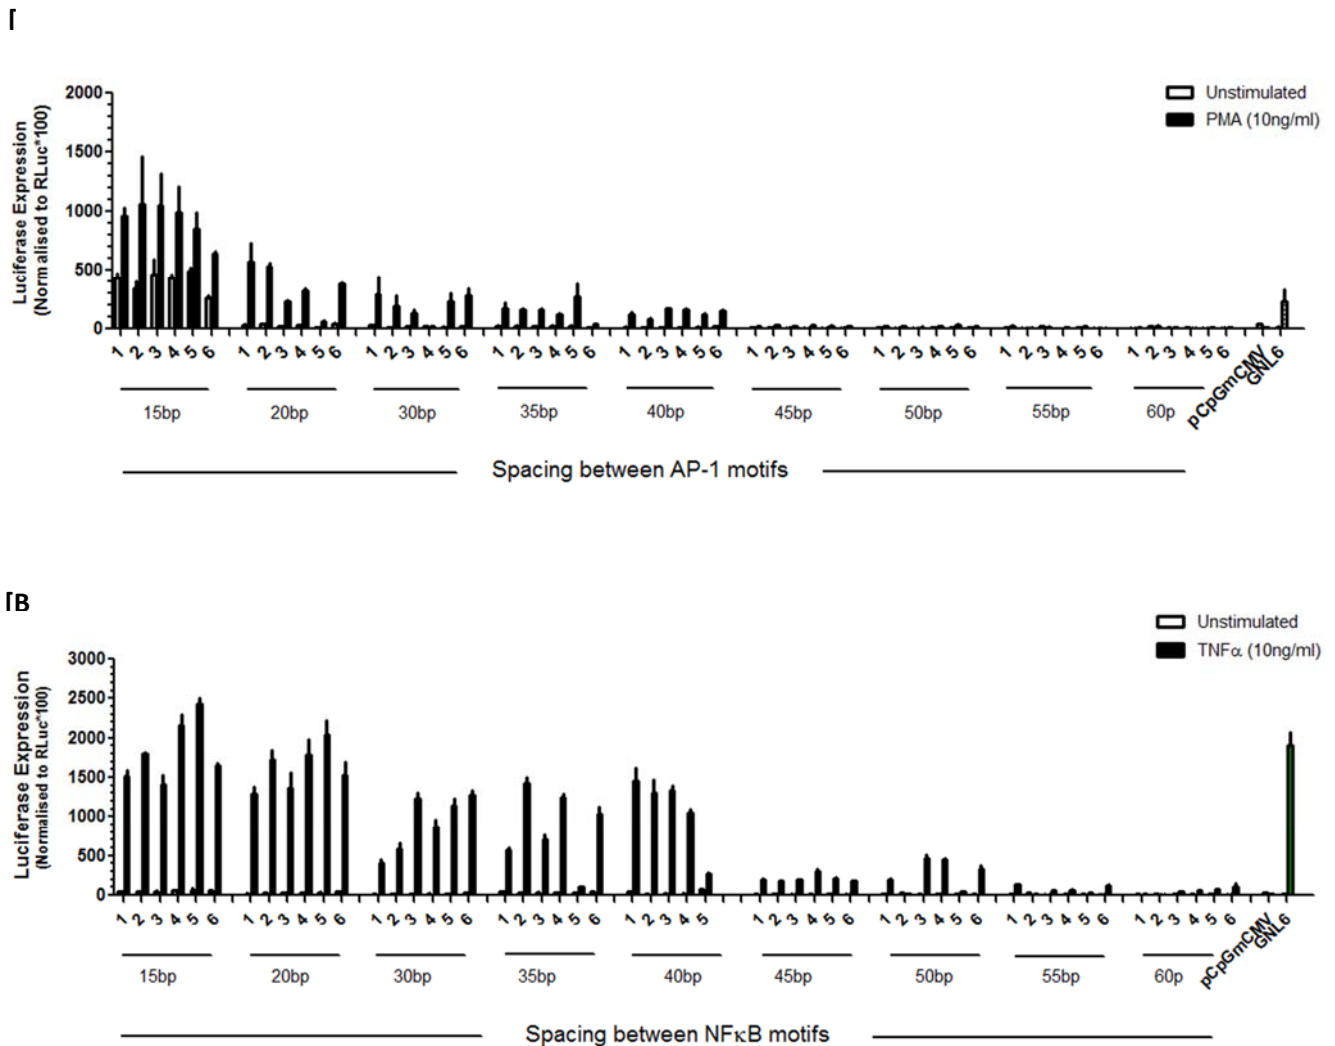 [
2000
1500
1000
500
0
Luciferase Expression
(Normalised to RLuc*100)
Unstimulated
PMA (10ng/ml)
1 2 3 4 5 6 1 2 3 4 5 6 1 2 3 4 5 6 1 2 3 4 5 6 1 2 3 4 5 6 1 2 3 4 5 6 1 2 3 4 5 6 1 2 3 4 5 6 1 2 3 4 5 6 pCpGmCMV GNL6
15bp 20bp 30bp 35bp 40bp 45bp 50bp 55bp 60p
Spacing between AP-1 motifs
[B
3000
2500
2000
1500
1000
500
0
Luciferase Expression
(Normalised to RLuc*100)
Unstimulated
TNFα (10ng/ml)
1 2 3 4 5 6 1 2 3 4 5 6 1 2 3 4 5 6 1 2 3 4 5 6 1 2 3 4 5 1 2 3 4 5 6 1 2 3 4 5 6 1 2 3 4 5 6 1 2 3 4 5 6 pCpGmCMV GNL6
15bp 20bp 30bp 35bp 40bp 45bp 50bp 55bp 60p
Spacing between NFκB motifs